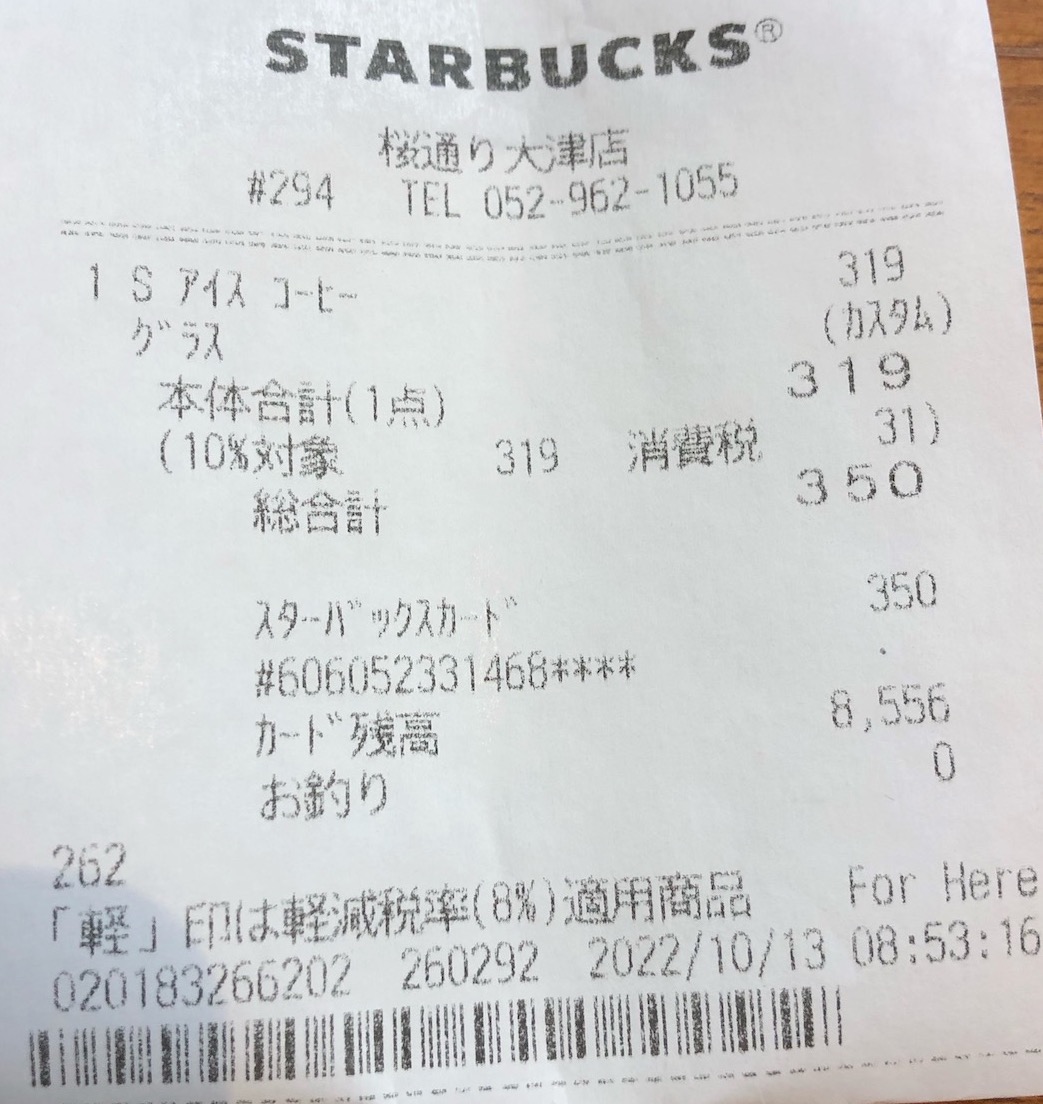 STARBUCKS®
桜通り大津店
#294 TEL 052-962-1055
1 S アイス コーヒー 319
グラス (カスタム)
本体合計(1点) 319
(10%対象 319 消費税 31)
総合計 350
スターバックスカード 350
#606052331468****
カード残高 8,556
お釣り 0
262
「軽」印は軽減税率(8%)適用商品 For Here
020183266202 260292 2022/10/13 08:53:16